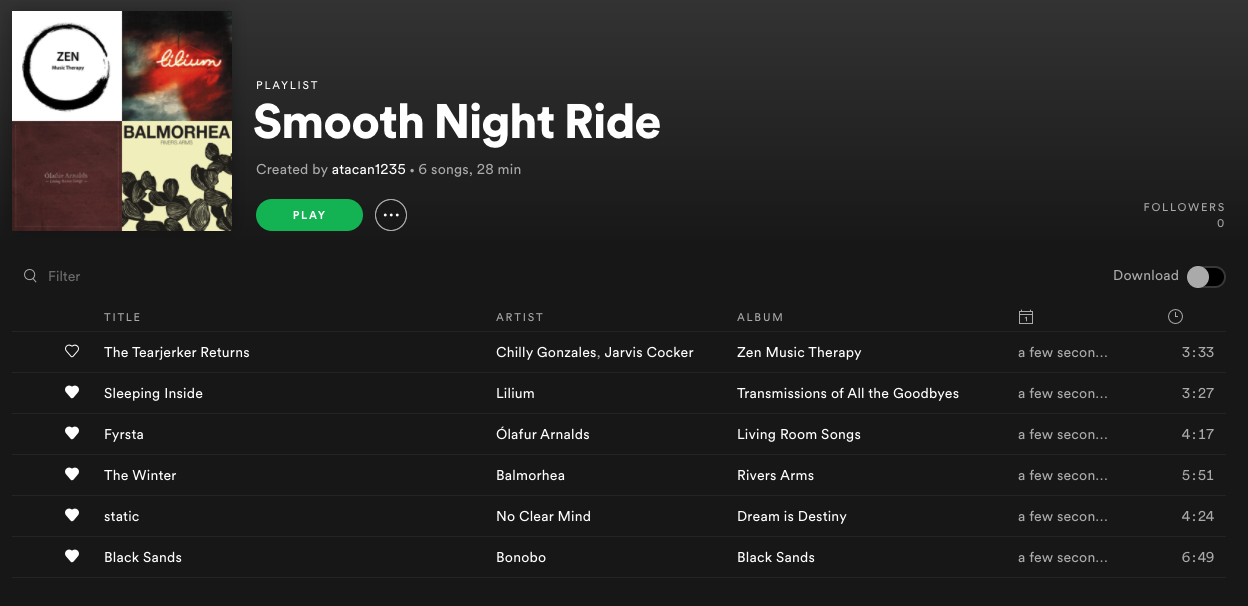 ZEN
Music Therapy
lilium
Ólafur Arnalds
BALMORHEA
RIVERS ARMS
PLAYLIST
Smooth Night Ride
Created by atacan1235 • 6 songs, 28 min
PLAY
FOLLOWERS
0
Filter
Download
TITLE ARTIST ALBUM
The Tearjerker Returns Chilly Gonzales, Jarvis Cocker Zen Music Therapy a few secon... 3:33
Sleeping Inside Lilium Transmissions of All the Goodbyes a few secon... 3:27
Fyrsta Ólafur Arnalds Living Room Songs a few secon... 4:17
The Winter Balmorhea Rivers Arms a few secon... 5:51
static No Clear Mind Dream is Destiny a few secon... 4:24
Black Sands Bonobo Black Sands a few secon... 6:49